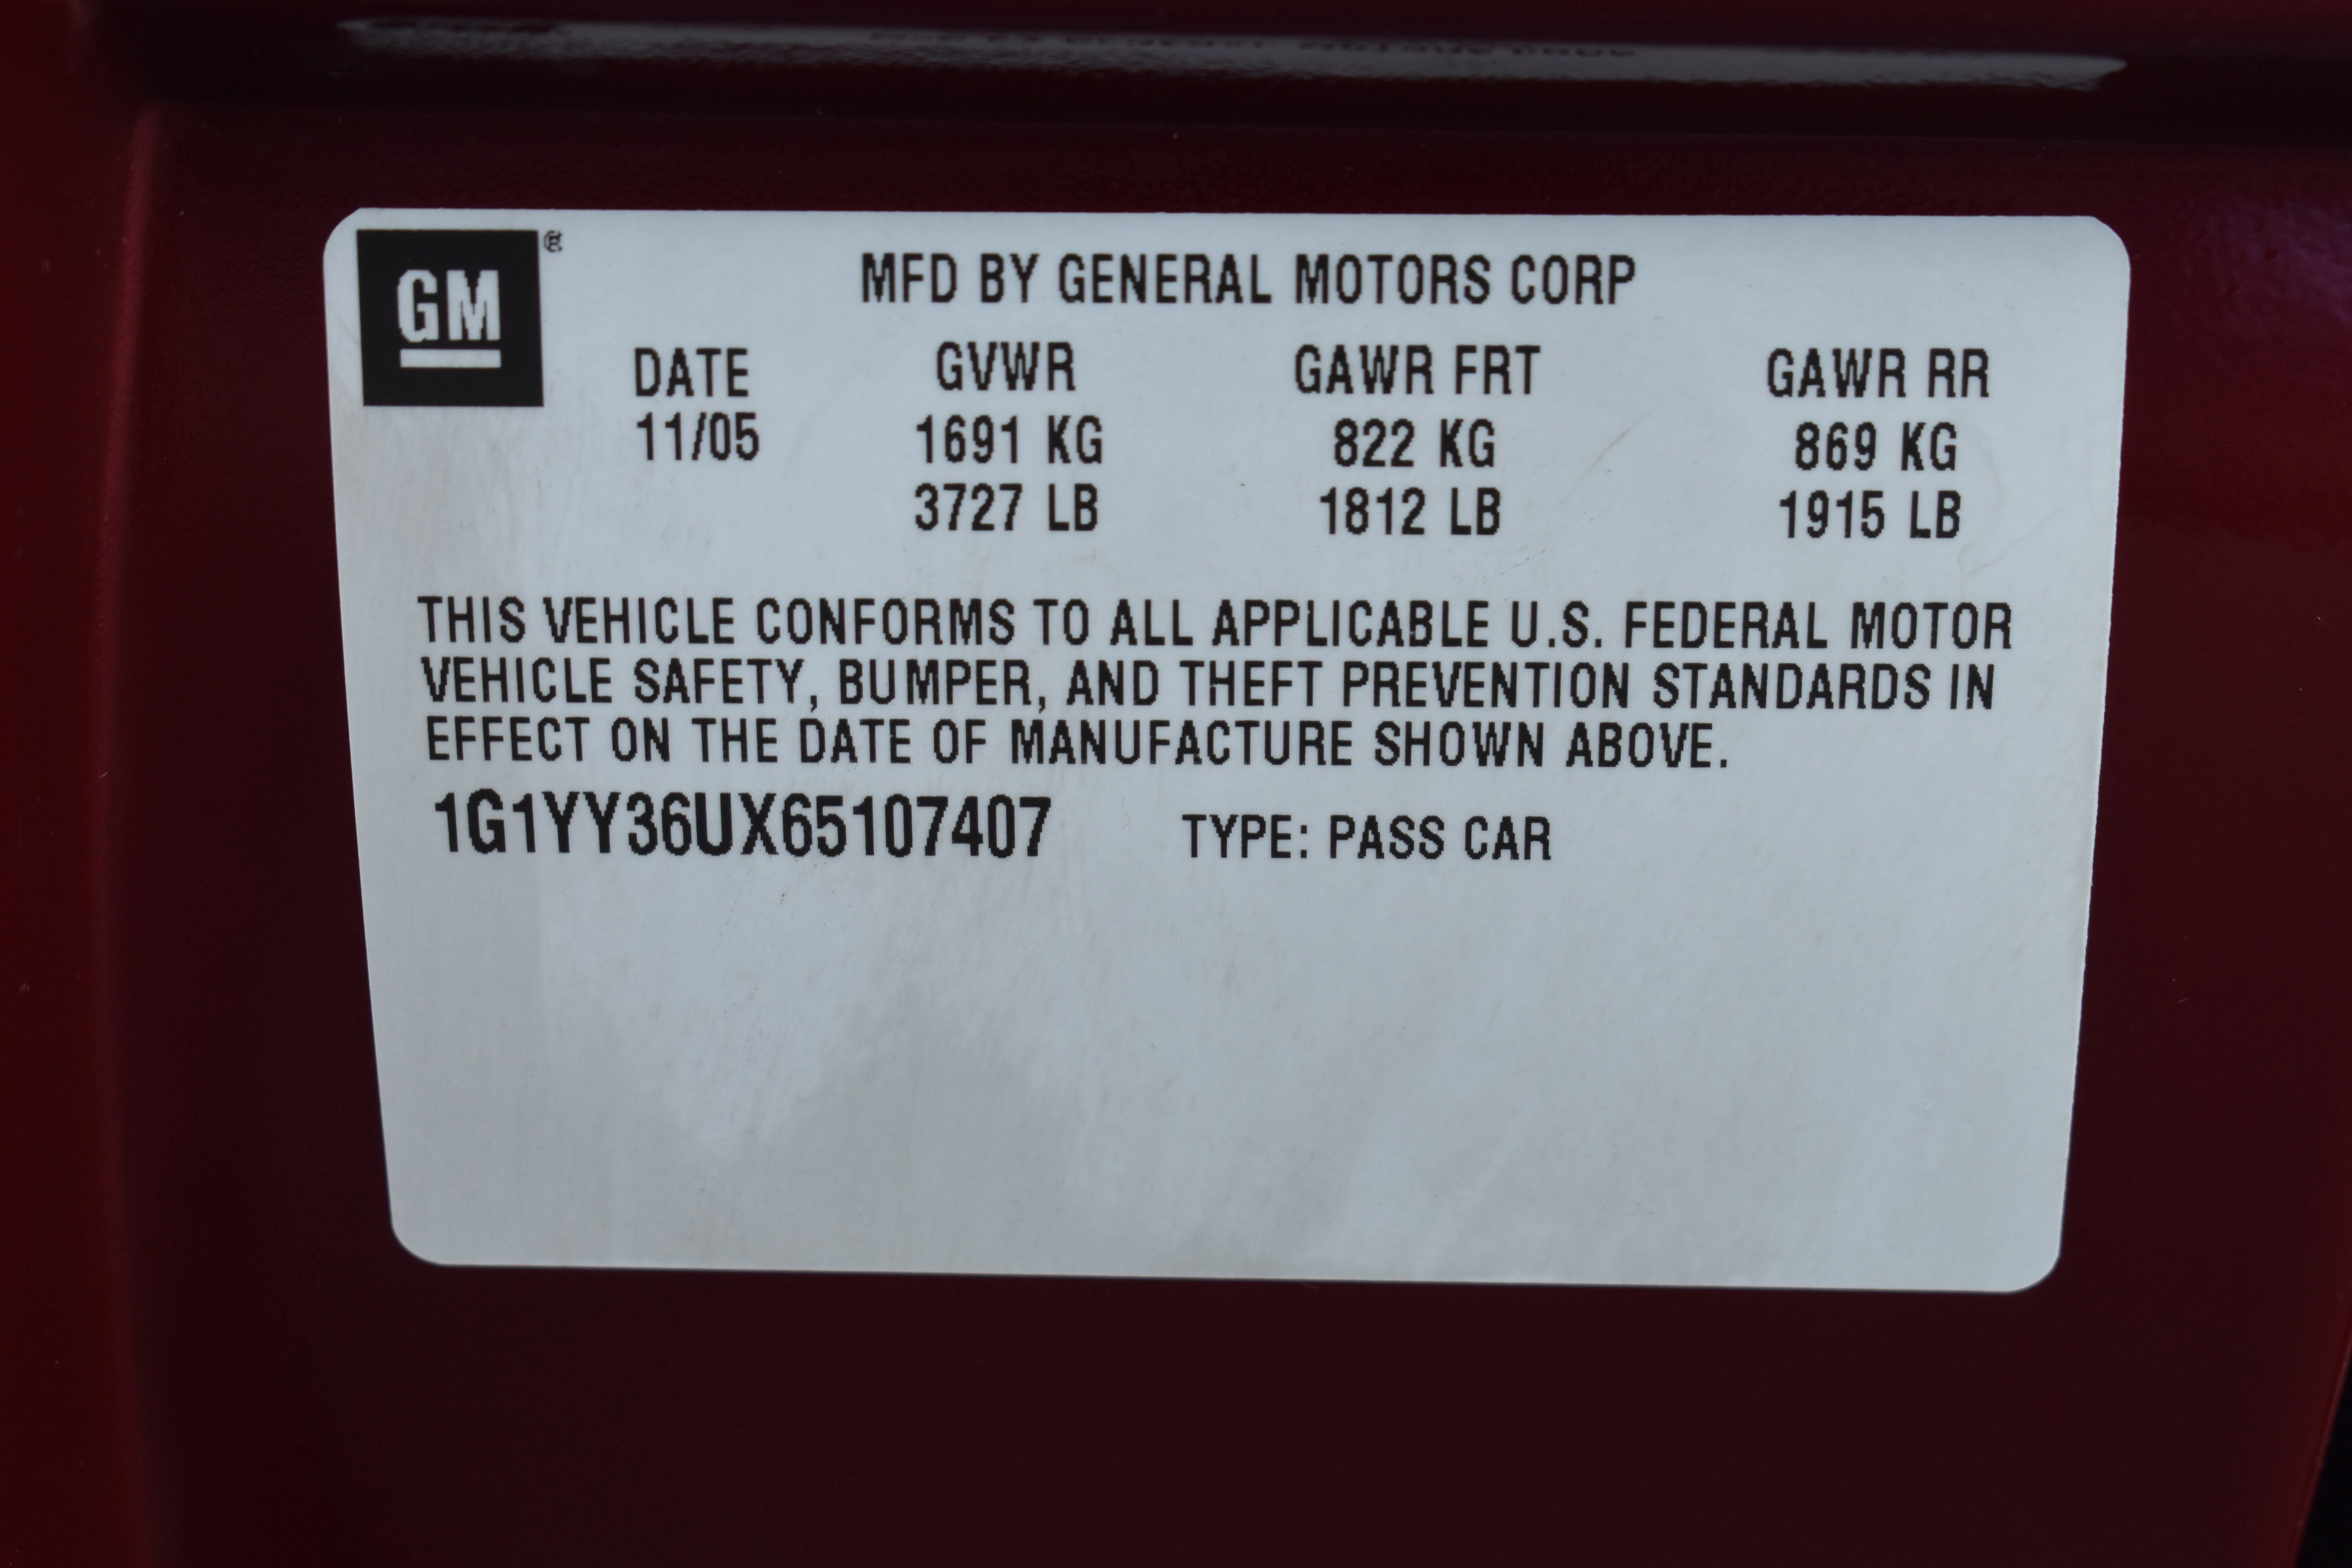 GM ®
MFD BY GENERAL MOTORS CORP
DATE GVWR GAWR FRT GAWR RR
11/05 1691 KG 822 KG 869 KG
3727 LB 1812 LB 1915 LB
THIS VEHICLE CONFORMS TO ALL APPLICABLE U.S. FEDERAL MOTOR
VEHICLE SAFETY, BUMPER, AND THEFT PREVENTION STANDARDS IN
EFFECT ON THE DATE OF MANUFACTURE SHOWN ABOVE.
1G1YY36UX65107407 TYPE: PASS CAR